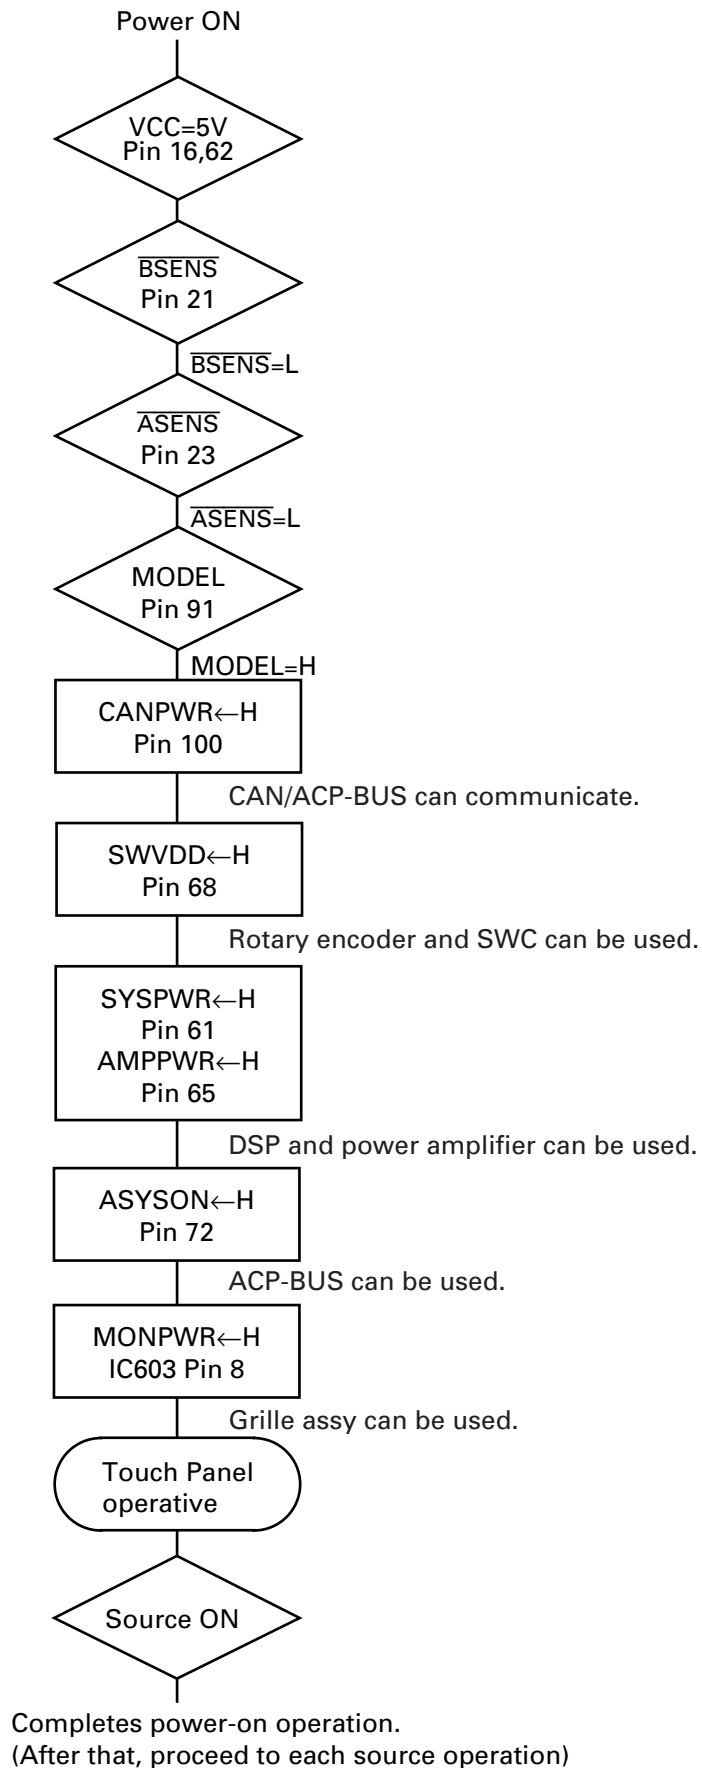 Power ON
VCC=5V
Pin 16,62
B̅S̅E̅N̅S̅
Pin 21
B̅S̅E̅N̅S̅=L
A̅S̅E̅N̅S̅
Pin 23
A̅S̅E̅N̅S̅=L
MODEL
Pin 91
MODEL=H
CANPWR←H
Pin 100
CAN/ACP-BUS can communicate.
SWVDD←H
Pin 68
Rotary encoder and SWC can be used.
SYSPWR←H
Pin 61
AMPPWR←H
Pin 65
DSP and power amplifier can be used.
ASYSON←H
Pin 72
ACP-BUS can be used.
MONPWR←H
IC603 Pin 8
Grille assy can be used.
Touch Panel
operative
Source ON
Completes power-on operation.
(After that, proceed to each source operation)